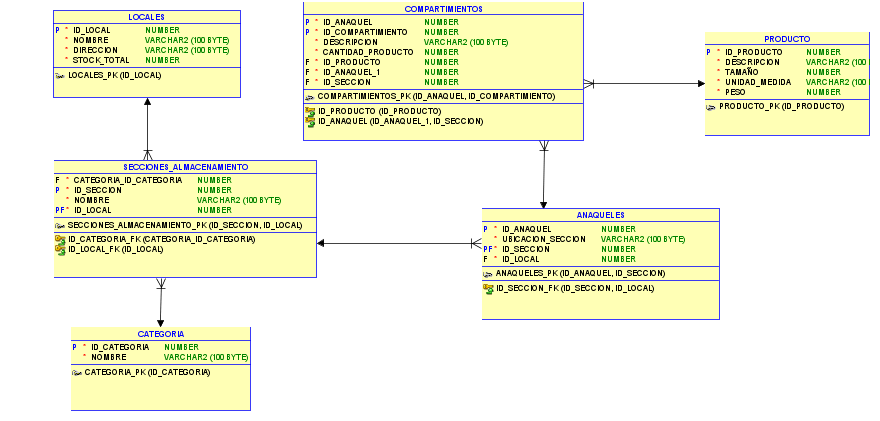 LOCALES
P * ID_LOCAL NUMBER
* NOMBRE VARCHAR2 (100 BYTE)
* DIRECCION VARCHAR2 (100 BYTE)
* STOCK_TOTAL NUMBER
LOCALES_PK (ID_LOCAL)
COMPARTIMIENTOS
P * ID_ANAQUEL NUMBER
P * ID_COMPARTIMIENTO NUMBER
* DESCRIPCION VARCHAR2 (100 BYTE)
* CANTIDAD_PRODUCTO NUMBER
F * ID_PRODUCTO NUMBER
F * ID_ANAQUEL_1 NUMBER
F * ID_SECCION NUMBER
COMPARTIMIENTOS_PK (ID_ANAQUEL, ID_COMPARTIMIENTO)
ID_PRODUCTO (ID_PRODUCTO)
ID_ANAQUEL (ID_ANAQUEL_1, ID_SECCION)
PRODUCTO
P * ID_PRODUCTO NUMBER
* DESCRIPCION VARCHAR2 (100
* TAMAÑO NUMBER
* UNIDAD_MEDIDA VARCHAR2 (100
* PESO NUMBER
PRODUCTO_PK (ID_PRODUCTO)
SECCIONES_ALMACENAMIENTO
F * CATEGORIA_ID_CATEGORIA NUMBER
P * ID_SECCION NUMBER
* NOMBRE VARCHAR2 (100 BYTE)
PF * ID_LOCAL NUMBER
SECCIONES_ALMACENAMIENTO_PK (ID_SECCION, ID_LOCAL)
ID_CATEGORIA_FK (CATEGORIA_ID_CATEGORIA)
ID_LOCAL_FK (ID_LOCAL)
ANAQUELES
P * ID_ANAQUEL NUMBER
* UBICACION_SECCION VARCHAR2 (100 BYTE)
PF * ID_SECCION NUMBER
F * ID_LOCAL NUMBER
ANAQUELES_PK (ID_ANAQUEL, ID_SECCION)
ID_SECCION_FK (ID_SECCION, ID_LOCAL)
CATEGORIA
P * ID_CATEGORIA NUMBER
* NOMBRE VARCHAR2 (100 BYTE)
CATEGORIA_PK (ID_CATEGORIA)